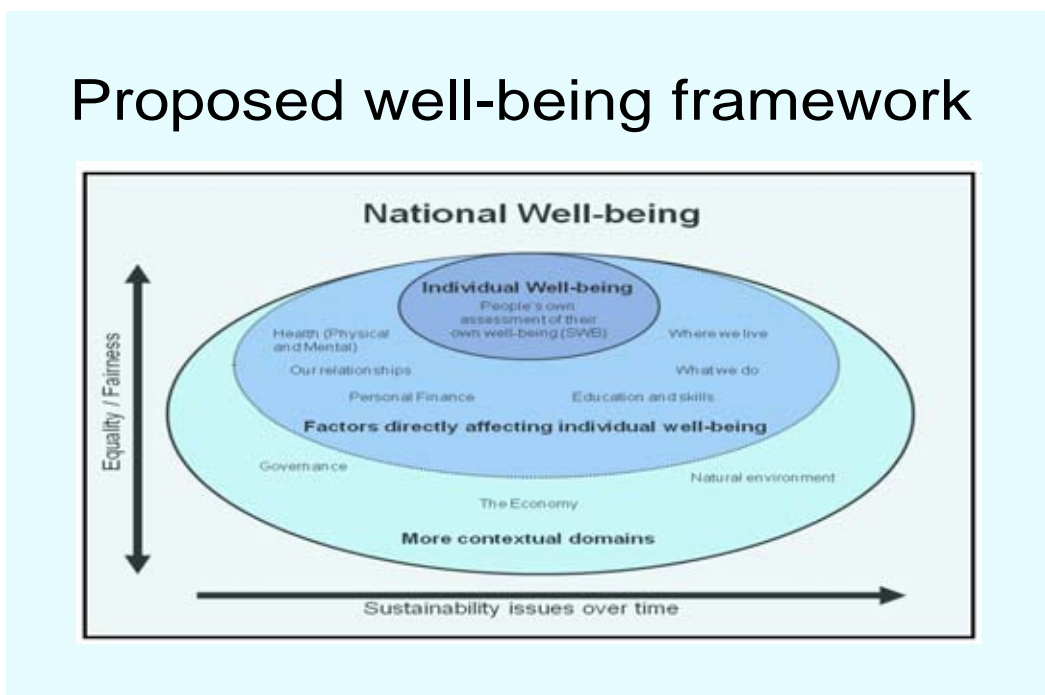 Proposed well-being framework
National Well-being
Equality / Fairness
Individual Well-being
People's own
assessment of their
own well-being (SWB)
Health (Physical
and Mental)
Where we live
Our relationships
What we do
Personal Finance
Education and skills
Factors directly affecting individual well-being
Governance
Natural environment
The Economy
More contextual domains
Sustainability issues over time